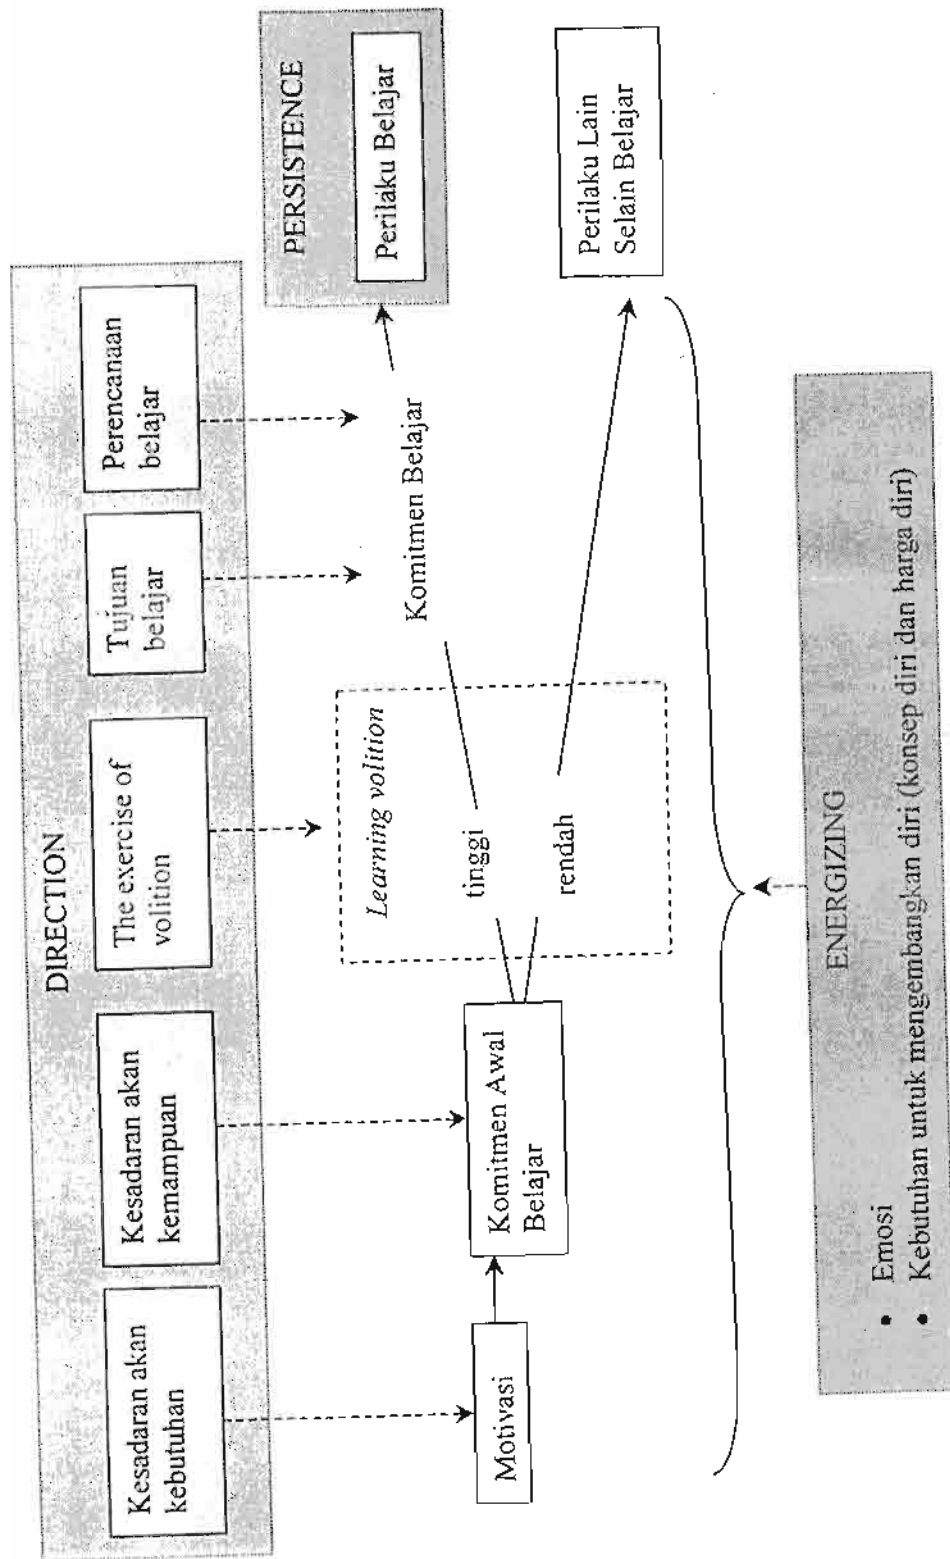 DIRECTION
Kesadaran akan
kebutuhan
Kesadaran akan
kemampuan
The exercise of
volition
Tujuan
belajar
Perencanaan
belajar
PERSISTENCE
Perilaku Belajar
Learning volition
tinggi
rendah
Komitmen Belajar
Motivasi
Komitmen Awal
Belajar
Perilaku Lain
Selain Belajar
ENERGIZING
• Emosi
• Kebutuhan untuk mengembangkan diri (konsep diri dan harga diri)